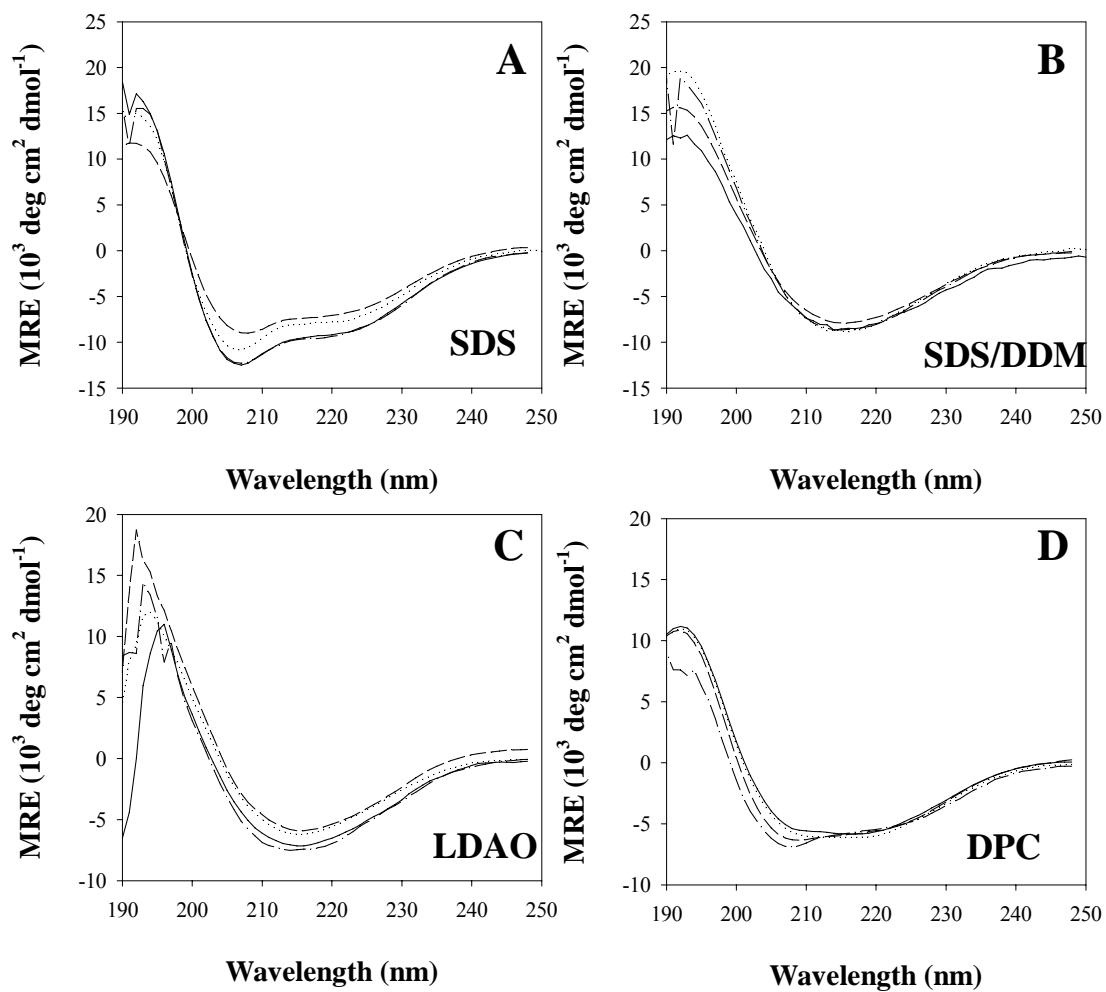 25
20
15
10
5
0
-5
-10
-15
MRE (10³ deg cm² dmol⁻¹)
A
SDS
190 200 210 220 230 240 250
Wavelength (nm)
25
20
15
10
5
0
-5
-10
-15
MRE (10³ deg cm² dmol⁻¹)
B
SDS/DDM
190 200 210 220 230 240 250
Wavelength (nm)
20
15
10
5
0
-5
-10
MRE (10³ deg cm² dmol⁻¹)
C
LDAO
190 200 210 220 230 240 250
Wavelength (nm)
20
15
10
5
0
-5
-10
MRE (10³ deg cm² dmol⁻¹)
D
DPC
190 200 210 220 230 240 250
Wavelength (nm)